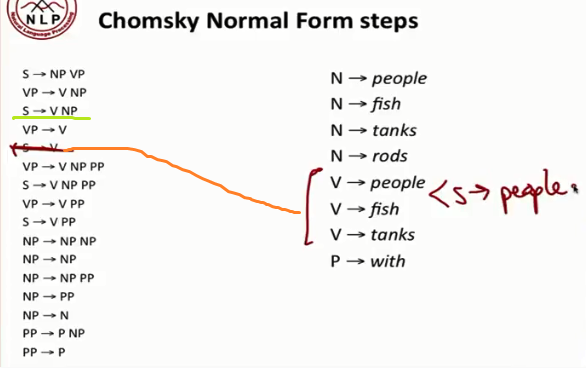 NLP
Natural Language Processing
Chomsky Normal Form steps
S → NP VP
VP → V NP
S → V NP
VP → V
S → V
VP → V NP PP
S → V NP PP
VP → V PP
S → V PP
NP → NP NP
NP → NP
NP → NP PP
NP → PP
NP → N
PP → P NP
PP → P
N → people
N → fish
N → tanks
N → rods
V → people
V → fish
V → tanks
P → with
S → people